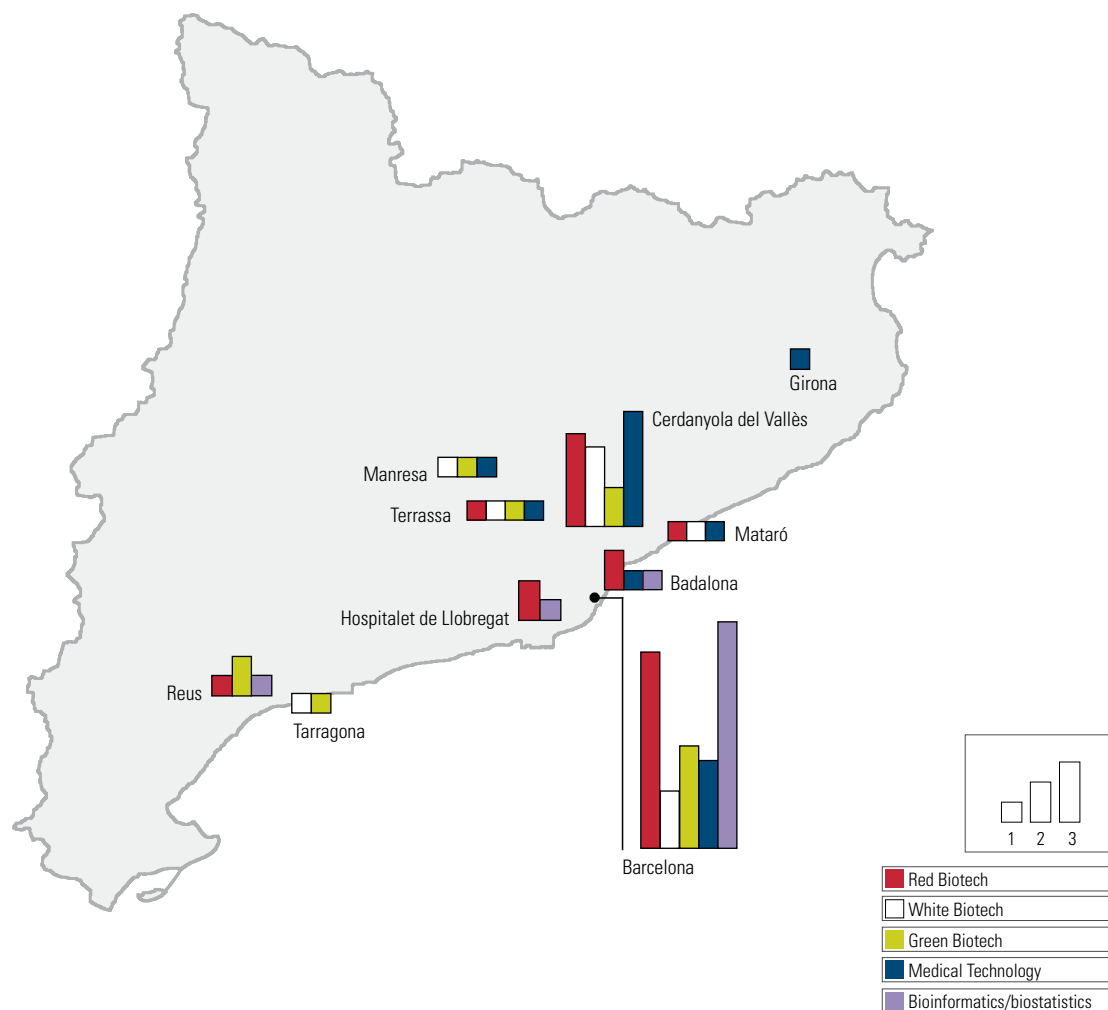 Girona
Cerdanyola del Vallès
Manresa
Terrassa
Mataró
Badalona
Hospitalet de Llobregat
Reus
Tarragona
Barcelona
1 2 3
Red Biotech
White Biotech
Green Biotech
Medical Technology
Bioinformatics/biostatistics